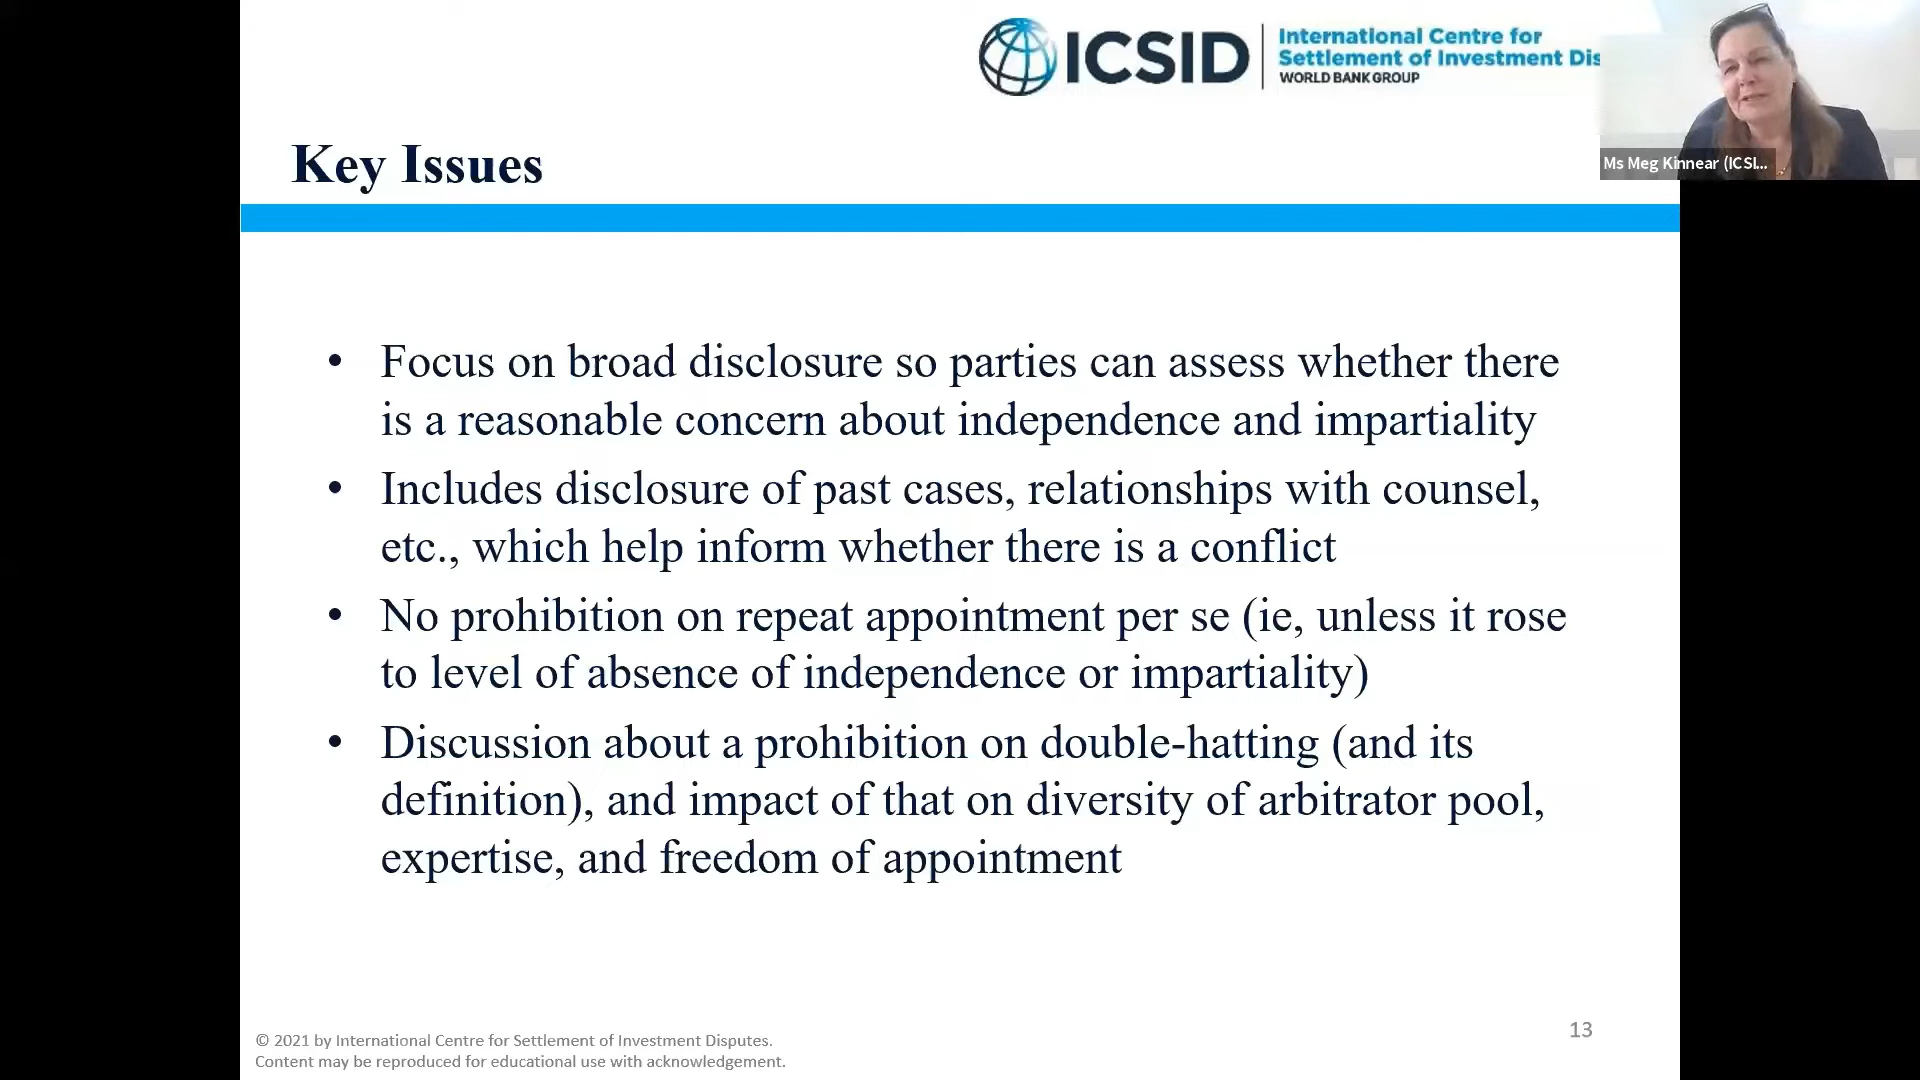 ICSID
International Centre for
Settlement of Investment Dis
WORLD BANK GROUP
Ms Meg Kinnear (ICSI...
Key Issues
• Focus on broad disclosure so parties can assess whether there
is a reasonable concern about independence and impartiality
• Includes disclosure of past cases, relationships with counsel,
etc., which help inform whether there is a conflict
• No prohibition on repeat appointment per se (ie, unless it rose
to level of absence of independence or impartiality)
• Discussion about a prohibition on double-hatting (and its
definition), and impact of that on diversity of arbitrator pool,
expertise, and freedom of appointment
© 2021 by International Centre for Settlement of Investment Disputes.
Content may be reproduced for educational use with acknowledgement.
13